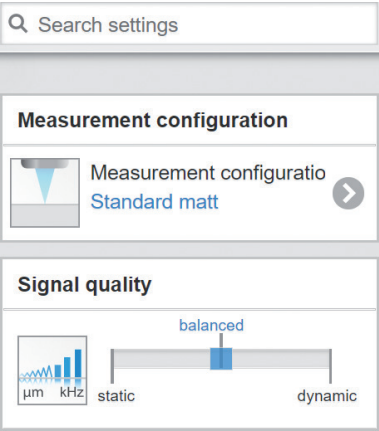 Search settings
Measurement configuration
Measurement configuratio
Standard matt
Signal quality
balanced
µm kHz
static dynamic